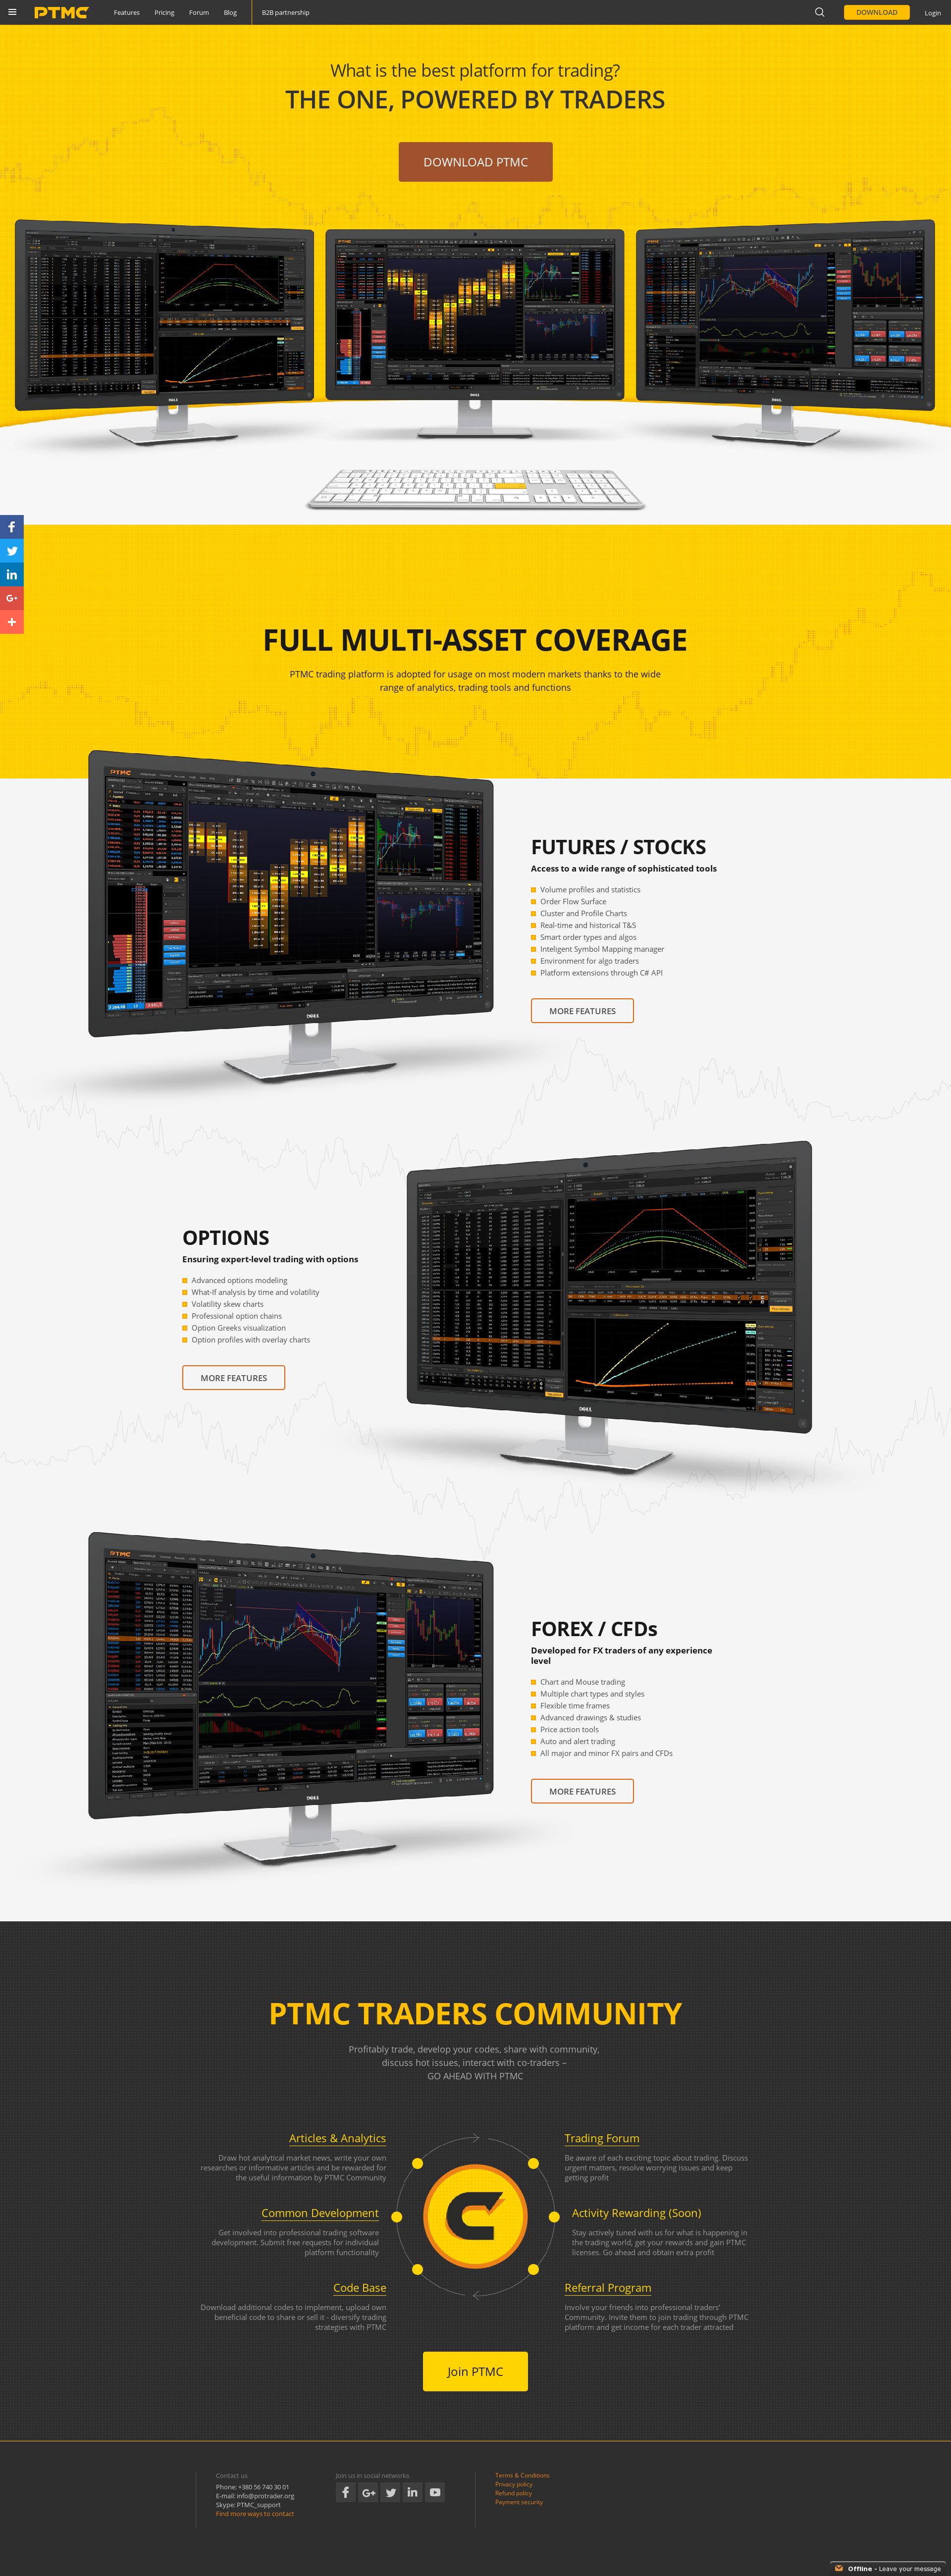 PTMC
Features
Pricing
Forum
Blog
B2B partnership
DOWNLOAD
Login
What is the best platform for trading?
THE ONE, POWERED BY TRADERS
DOWNLOAD PTMC
DELL
DELL
DELL
FULL MULTI-ASSET COVERAGE
PTMC trading platform is adopted for usage on most modern markets thanks to the wide
range of analytics, trading tools and functions
PTMC
DELL
FUTURES / STOCKS
Access to a wide range of sophisticated tools
Volume profiles and statistics
Order Flow Surface
Cluster and Profile Charts
Real-time and historical T&S
Smart order types and algos
Inteligent Symbol Mapping manager
Environment for algo traders
Platform extensions through C# API
MORE FEATURES
OPTIONS
Ensuring expert-level trading with options
Advanced options modeling
What-If analysis by time and volatility
Volatility skew charts
Professional option chains
Option Greeks visualization
Option profiles with overlay charts
MORE FEATURES
DELL
PTMC
DELL
FOREX / CFDs
Developed for FX traders of any experience
level
Chart and Mouse trading
Multiple chart types and styles
Flexible time frames
Advanced drawings & studies
Price action tools
Auto and alert trading
All major and minor FX pairs and CFDs
MORE FEATURES
PTMC TRADERS COMMUNITY
Profitably trade, develop your codes, share with community,
discuss hot issues, interact with co-traders –
GO AHEAD WITH PTMC
Articles & Analytics
Draw hot analytical market news, write your own
researches or informative articles and be rewarded for
the useful information by PTMC Community
Common Development
Get involved into professional trading software
development. Submit free requests for individual
platform functionality
Code Base
Download additional codes to implement, upload own
beneficial code to share or sell it - diversify trading
strategies with PTMC
Trading Forum
Be aware of each exciting topic about trading. Discuss
urgent matters, resolve worrying issues and keep
getting profit
Activity Rewarding (Soon)
Stay actively tuned with us for what is happening in
the trading world, get your rewards and gain PTMC
licenses. Go ahead and obtain extra profit
Referral Program
Involve your friends into professional traders'
Community. Invite them to join trading through PTMC
platform and get income for each trader attracted
Join PTMC
Contact us
Phone: +380 56 740 30 01
E-mail: info@protrader.org
Skype: PTMC_support
Find more ways to contact
Join us in social networks
Terms & Conditions
Privacy policy
Refund policy
Payment security
Offline - Leave your message